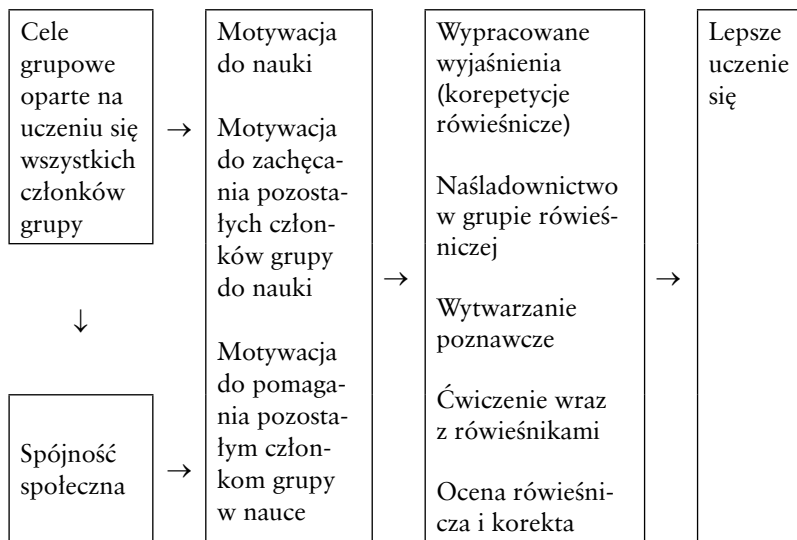 Cele
grupowe
oparte na
uczeniu się
wszystkich
członków
grupy
→
↓
Spójność
społeczna
→
Motywacja
do nauki
Motywacja
do zachęca-
nia pozosta-
łych człon-
ków grupy
do nauki
Motywacja
do pomaga-
nia pozosta-
łym człon-
kom grupy
w nauce
→
Wypracowane
wyjaśnienia
(korepetycje
rówieśnicze)
Naśladownictwo
w grupie rówieś-
niczej
Wytwarzanie
poznawcze
Ćwiczenie wraz
z rówieśnikami
Ocena rówieśni-
cza i korekta
→
Lepsze
uczenie
się